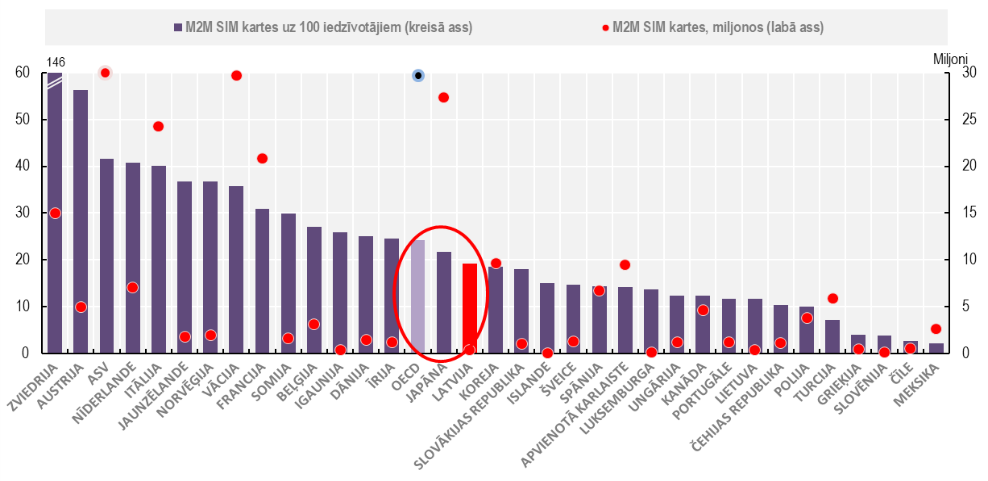 M2M SIM kartes uz 100 iedzīvotājiem (kreisā ass)
M2M SIM kartes, miljonos (labā ass)
146
Miljoni
60
50
40
30
20
10
0
30
25
20
15
10
5
0
ZVIEDRIJA
AUSTRIJA
ASV
NĪDERLANDE
ITĀLIJA
JAUNZĒLANDE
NORVĒĢIJA
VĀCIJA
FRANCIJA
SOMIJA
BEĻĢIJA
IGAUNIJA
DĀNIJA
ĪRIJA
OECD
JAPĀNA
LATVIJA
KOREJA
SLOVĀKIJAS REPUBLIKA
ISLANDE
ŠVEICE
SPĀNIJA
APVIENOTĀ KARLAISTE
LUKSEMBURGA
UNGĀRIJA
KANĀDA
PORTUGĀLE
LIETUVA
ČEHIJAS REPUBLIKA
POLIJA
TURCIJA
GRIEĶIJA
SLOVĒNIJA
ČĪLE
MEKSIKA